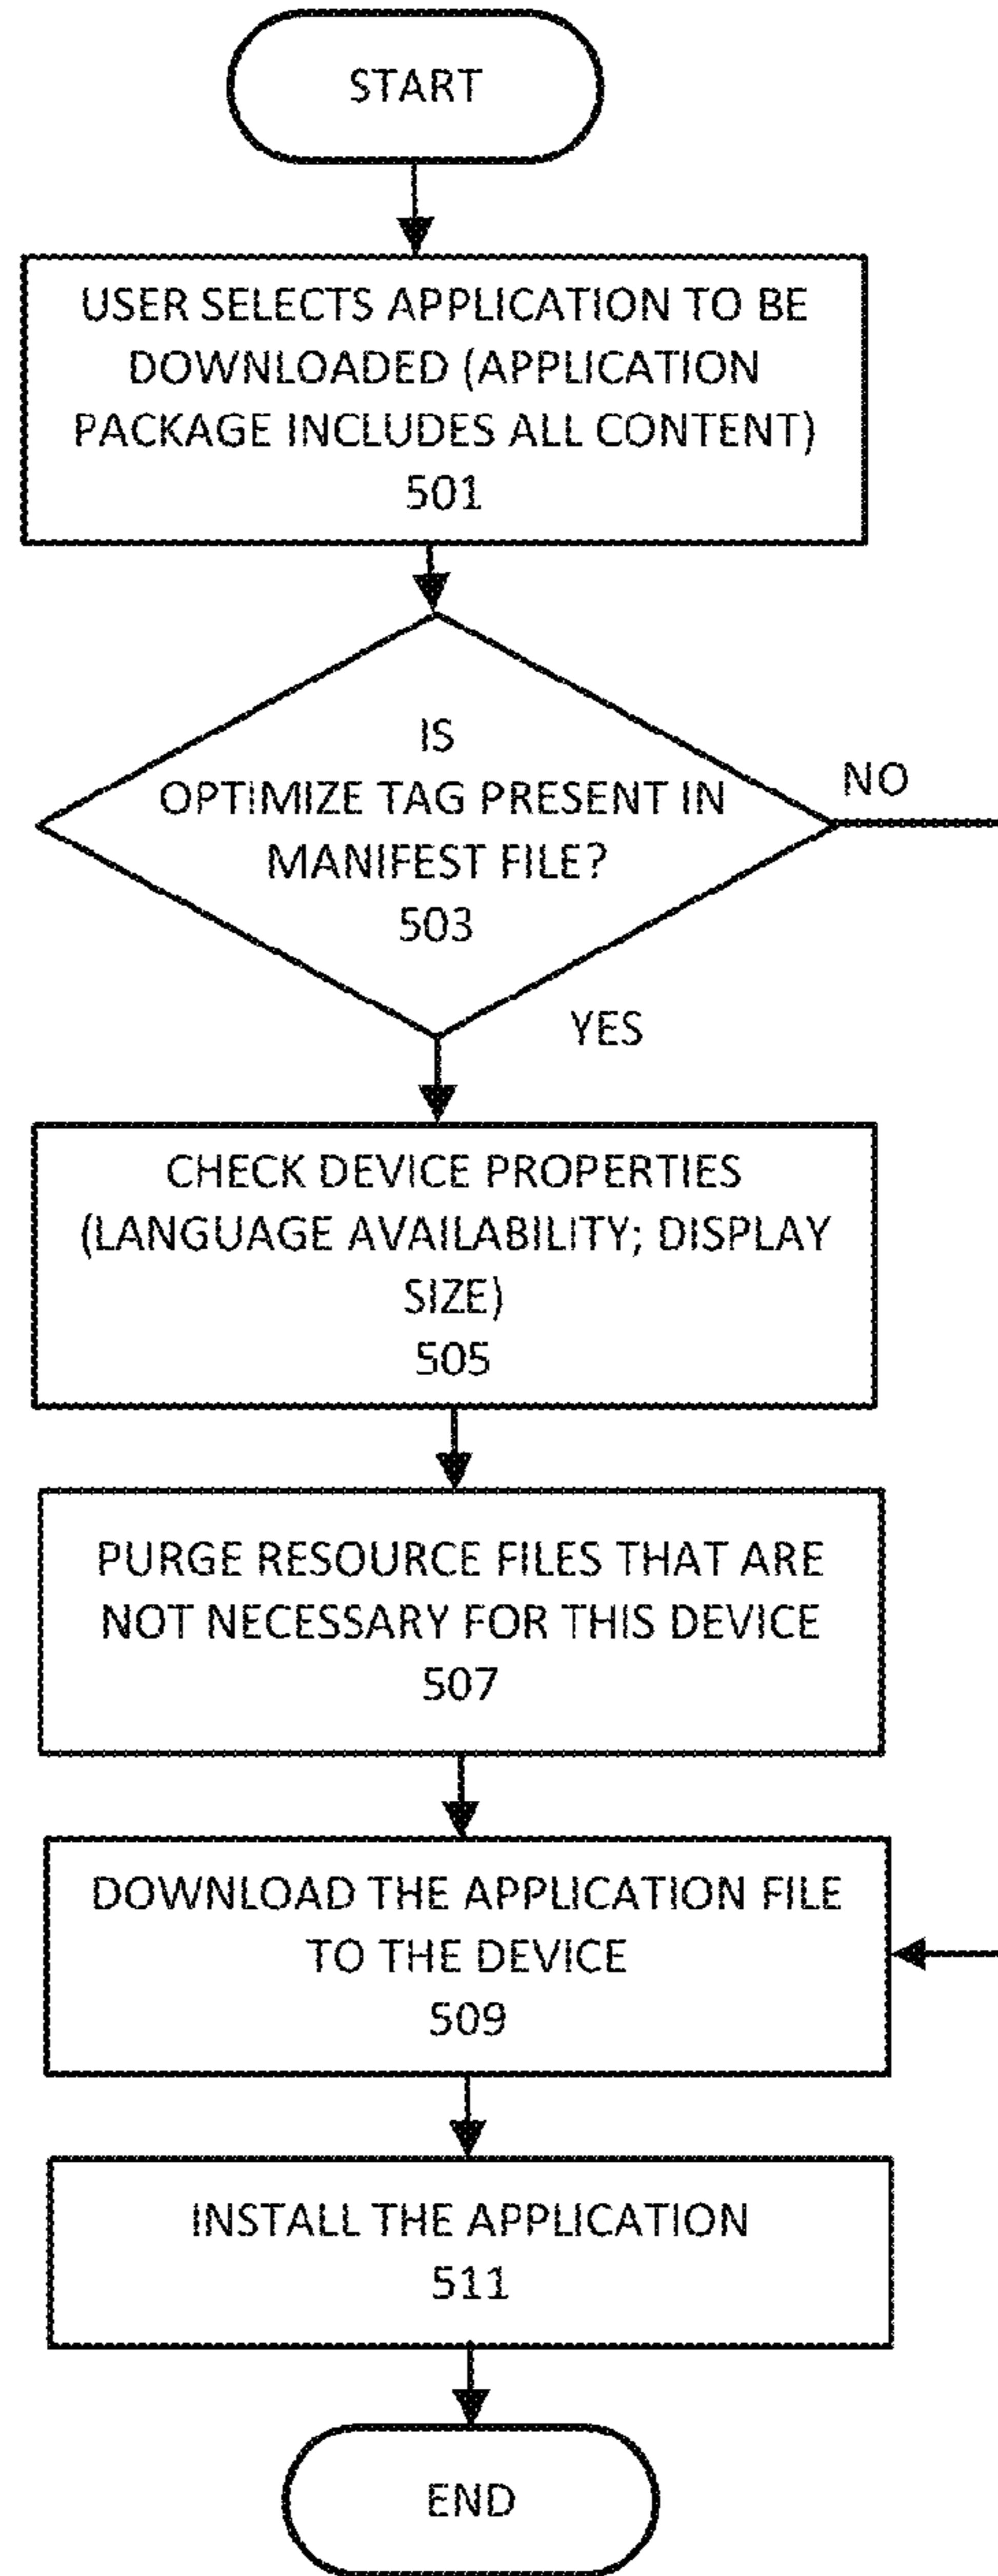 START
USER SELECTS APPLICATION TO BE
DOWNLOADED (APPLICATION
PACKAGE INCLUDES ALL CONTENT)
501
IS
OPTIMIZE TAG PRESENT IN
MANIFEST FILE?
503
NO
YES
CHECK DEVICE PROPERTIES
(LANGUAGE AVAILABILITY; DISPLAY
SIZE)
505
PURGE RESOURCE FILES THAT ARE
NOT NECESSARY FOR THIS DEVICE
507
DOWNLOAD THE APPLICATION FILE
TO THE DEVICE
509
INSTALL THE APPLICATION
511
END